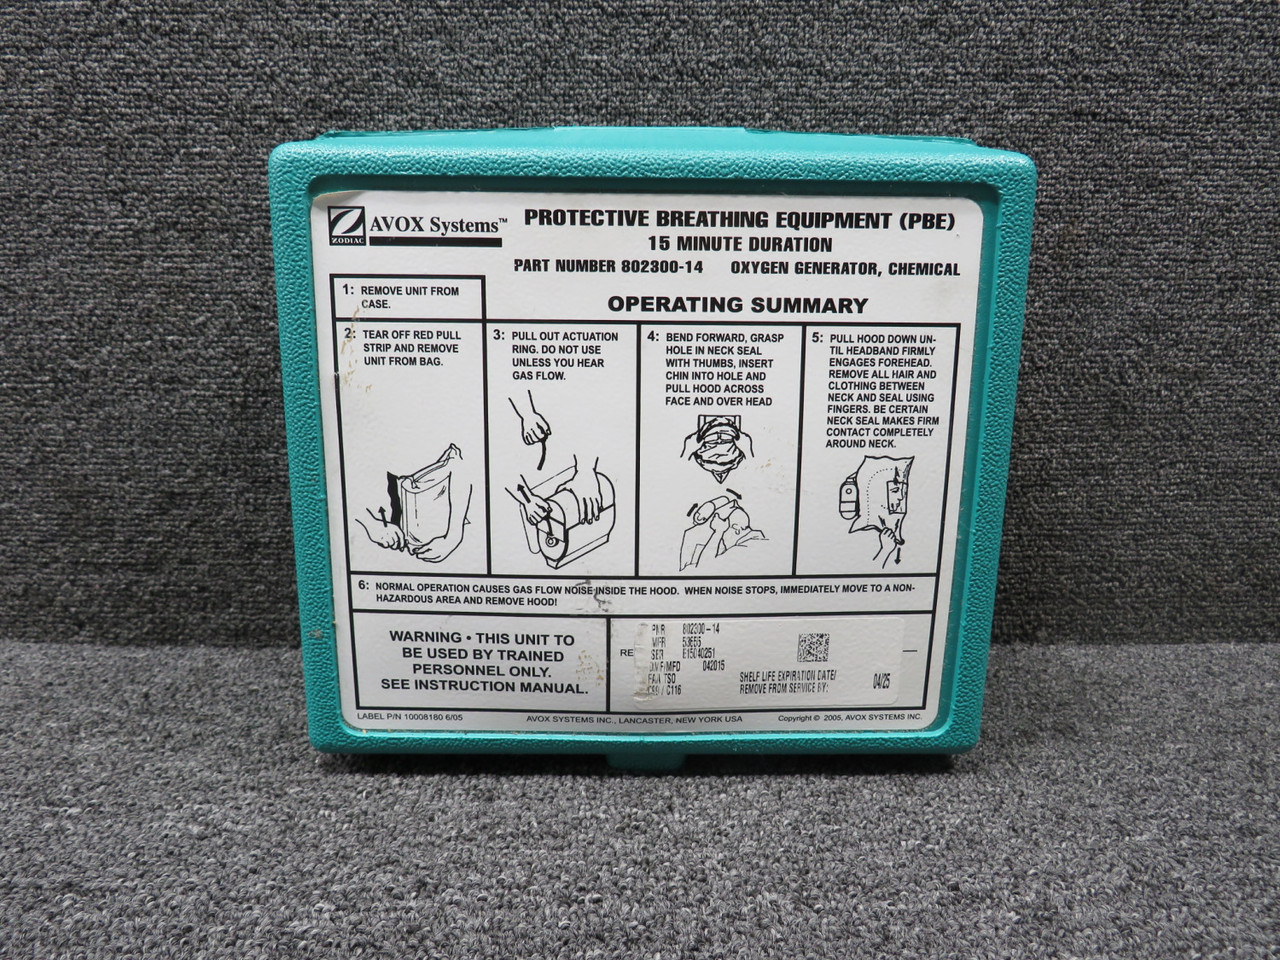 AVOX Systems™
ZODIAC
PROTECTIVE BREATHING EQUIPMENT (PBE)
15 MINUTE DURATION
PART NUMBER 802300-14 OXYGEN GENERATOR, CHEMICAL
OPERATING SUMMARY
1: REMOVE UNIT FROM
CASE.
2: TEAR OFF RED PULL
STRIP AND REMOVE
UNIT FROM BAG.
3: PULL OUT ACTUATION
RING. DO NOT USE
UNLESS YOU HEAR
GAS FLOW.
4: BEND FORWARD, GRASP
HOLE IN NECK SEAL
WITH THUMBS, INSERT
CHIN INTO HOLE AND
PULL HOOD ACROSS
FACE AND OVER HEAD
5: PULL HOOD DOWN UN-
TIL HEADBAND FIRMLY
ENGAGES FOREHEAD.
REMOVE ALL HAIR AND
CLOTHING BETWEEN
NECK AND SEAL USING
FINGERS. BE CERTAIN
NECK SEAL MAKES FIRM
CONTACT COMPLETELY
AROUND NECK.
6: NORMAL OPERATION CAUSES GAS FLOW NOISE INSIDE THE HOOD. WHEN NOISE STOPS, IMMEDIATELY MOVE TO A NON-
HAZARDOUS AREA AND REMOVE HOOD!
WARNING • THIS UNIT TO
BE USED BY TRAINED
PERSONNEL ONLY.
SEE INSTRUCTION MANUAL.
RE
PNR 802300-14
MFR
SER E15040251
042015
TSO
/ C116
SHELF LIFE EXPIRATION DATE/
REMOVE FROM SERVICE BY: 04/25
LABEL P/N 10008180 6/05 AVOX SYSTEMS INC., LANCASTER, NEW YORK USA Copyright © 2005, AVOX SYSTEMS INC.